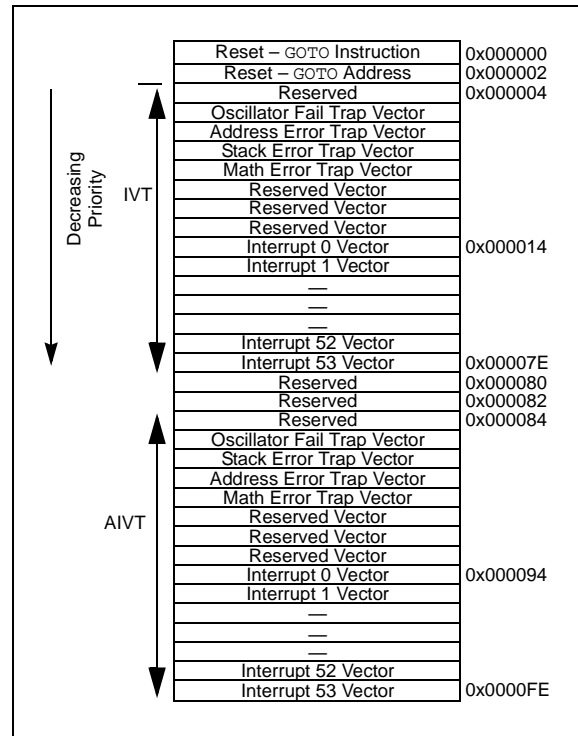 Reset – GOTO Instruction 0x000000
Reset – GOTO Address 0x000002
Reserved 0x000004
Oscillator Fail Trap Vector
Address Error Trap Vector
Stack Error Trap Vector
Math Error Trap Vector
Reserved Vector
Reserved Vector
Reserved Vector
Interrupt 0 Vector 0x000014
Interrupt 1 Vector
—
—
—
Interrupt 52 Vector
Interrupt 53 Vector 0x00007E
Reserved 0x000080
Reserved 0x000082
Reserved 0x000084
Oscillator Fail Trap Vector
Stack Error Trap Vector
Address Error Trap Vector
Math Error Trap Vector
Reserved Vector
Reserved Vector
Reserved Vector
Interrupt 0 Vector 0x000094
Interrupt 1 Vector
—
—
—
Interrupt 52 Vector
Interrupt 53 Vector 0x0000FE
Decreasing
Priority
IVT
AIVT